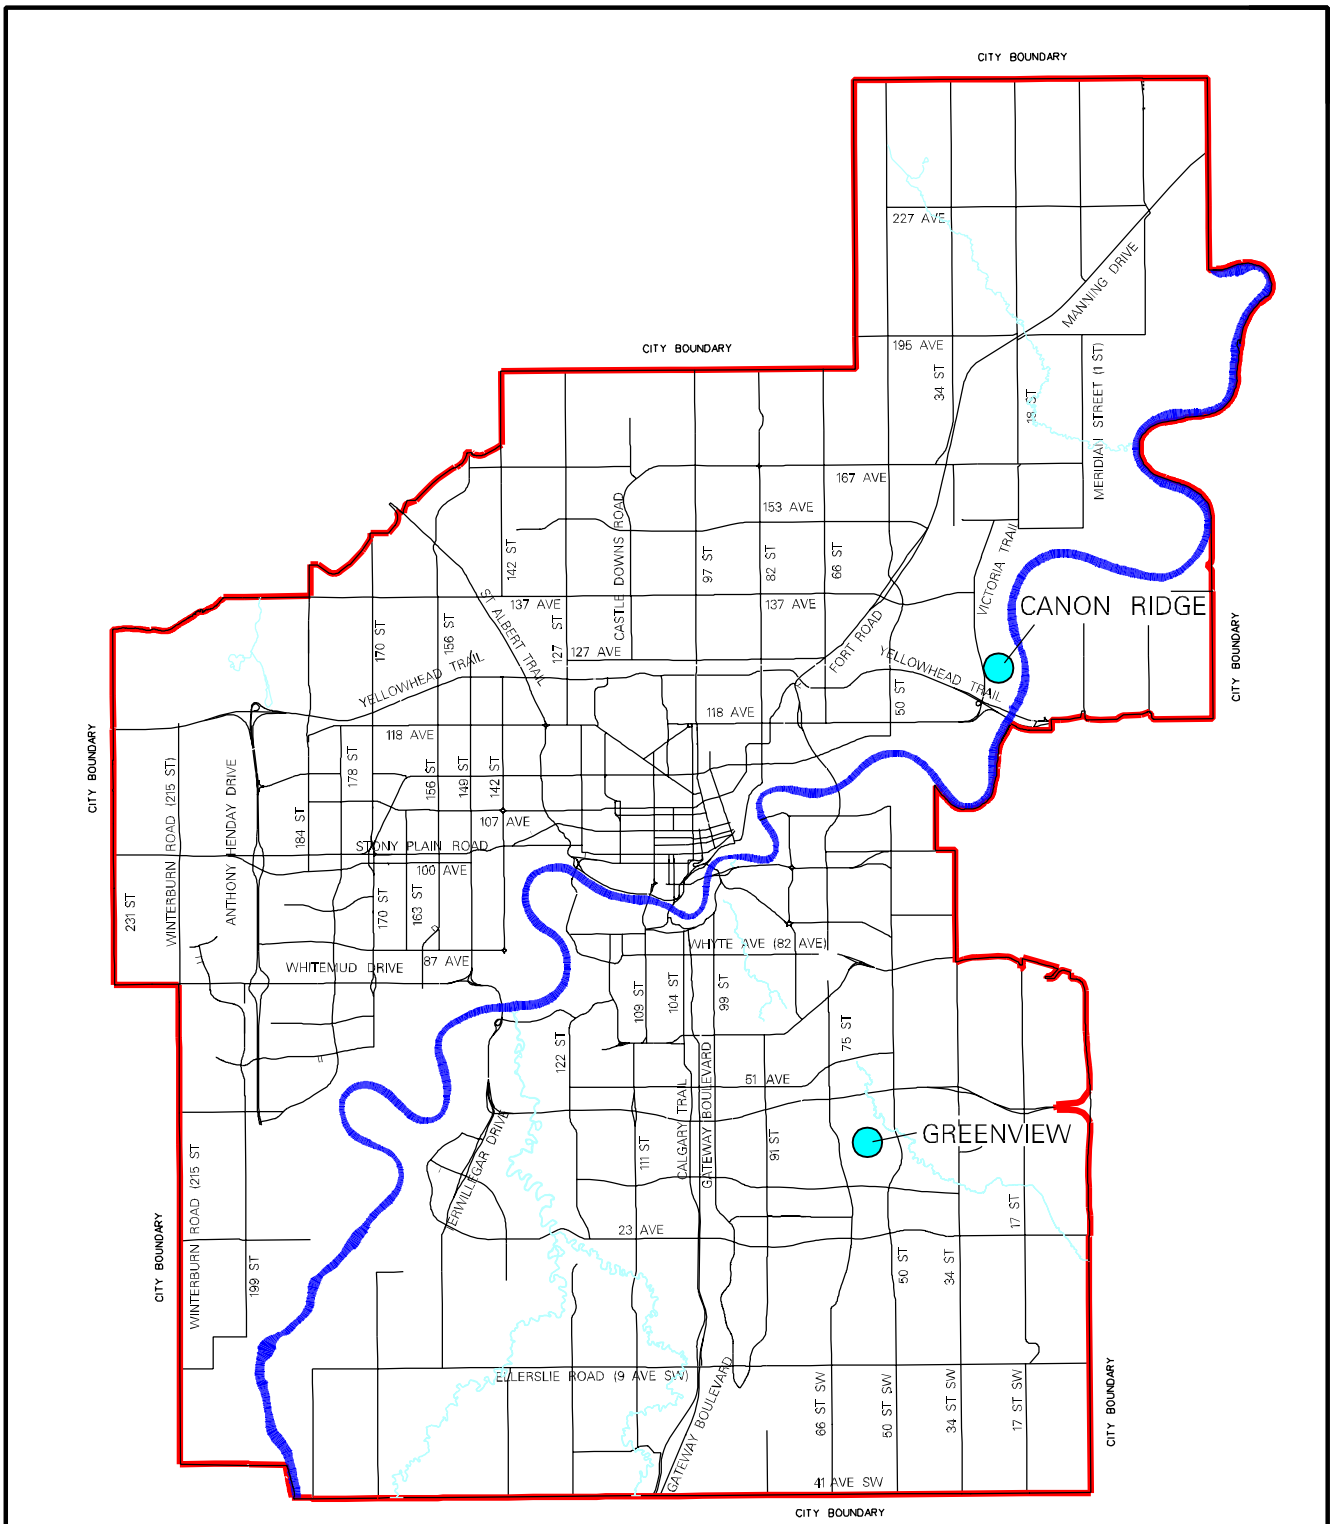 CITY BOUNDARY
227 AVE
MANNING DRIVE
195 AVE
CITY BOUNDARY
34 ST
18 ST
MERIDIAN STREET (1 ST)
167 AVE
153 AVE
CASTLE DOWNS ROAD
142 ST
97 ST
82 ST
66 ST
VICTORIA TRAIL
137 AVE
137 AVE
CANON RIDGE
ST ALBERT TRAIL
170 ST
156 ST
127 ST
127 AVE
FORT ROAD
YELLOWHEAD TRAIL
YELLOWHEAD TRAIL
CITY BOUNDARY
50 ST
118 AVE
118 AVE
CITY BOUNDARY
WINTERBURN ROAD (215 ST)
ANTHONY HENDAY DRIVE
178 ST
156 ST
149 ST
142 ST
184 ST
107 AVE
STONY PLAIN ROAD
100 AVE
231 ST
170 ST
163 ST
WHYTE AVE (82 AVE)
87 AVE
WHITEMUD DRIVE
109 ST
104 ST
99 ST
75 ST
122 ST
51 AVE
CALGARY TRAIL
GATEWAY BOULEVARD
GREENVIEW
91 ST
111 ST
WINTERBURN ROAD (215 ST
17 ST
23 AVE
CITY BOUNDARY
199 ST
50 ST
34 ST
ELLERSLIE ROAD (9 AVE SW)
GATEWAY BOULEVARD
66 ST SW
50 ST SW
34 ST SW
17 ST SW
CITY BOUNDARY
41 AVE SW
CITY BOUNDARY